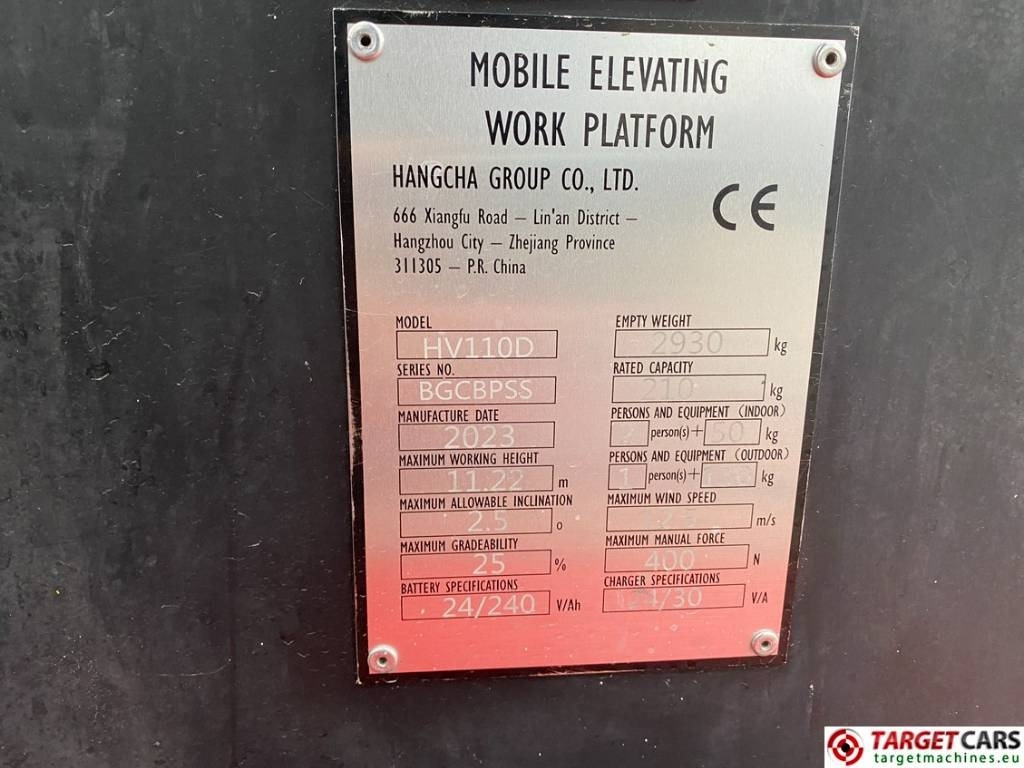 MOBILE ELEVATING
WORK PLATFORM
HANGCHA GROUP CO., LTD.
CE
666 Xiangfu Road – Lin'an District –
Hangzhou City – Zhejiang Province
311305 – P.R. China
MODEL
HV110D
EMPTY WEIGHT
2930 kg
SERIES NO.
BGCBPSS
RATED CAPACITY
210 kg
MANUFACTURE DATE
2023
PERSONS AND EQUIPMENT (INDOOR)
2 person(s)+ 50 kg
MAXIMUM WORKING HEIGHT
11.22 m
PERSONS AND EQUIPMENT (OUTDOOR)
1 person(s)+ kg
MAXIMUM ALLOWABLE INCLINATION
2.5 o
MAXIMUM WIND SPEED
m/s
MAXIMUM GRADEABILITY
25 %
MAXIMUM MANUAL FORCE
400 N
BATTERY SPECIFICATIONS
24/240 V/Ah
CHARGER SPECIFICATIONS
24/30 V/A
TARGETCARS
targetmachines.eu